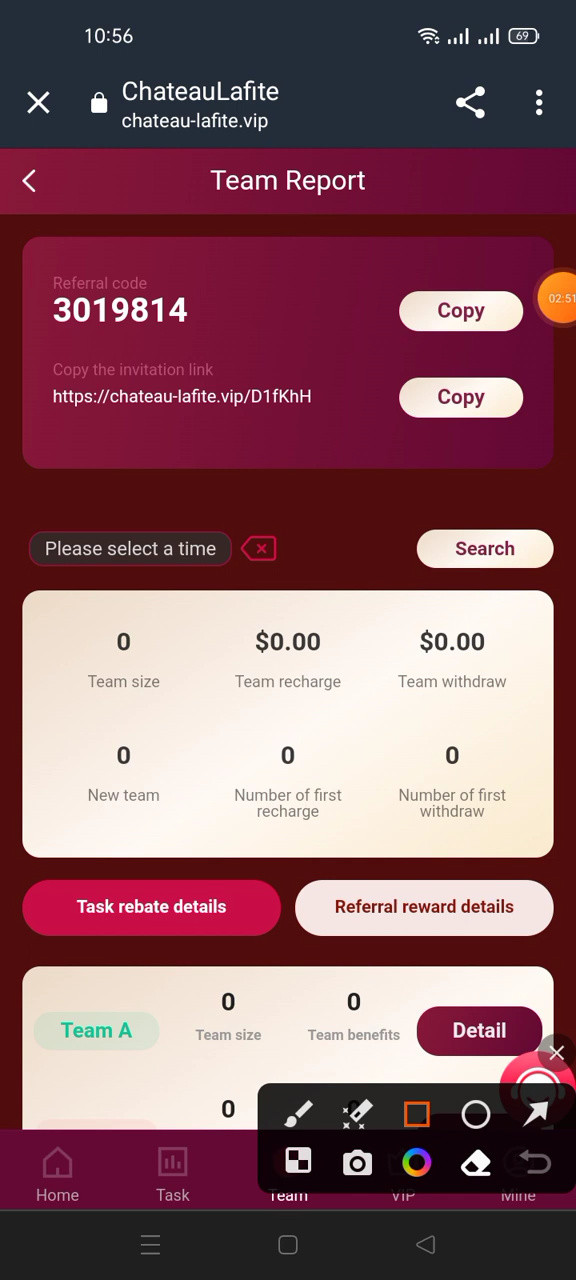 10:56
69
ChateauLafite
chateau-lafite.vip
Team Report
Referral code
3019814
Copy
02:51
Copy the invitation link
https://chateau-lafite.vip/D1fKhH
Copy
Please select a time
Search
0
$0.00
$0.00
Team size
Team recharge
Team withdraw
0
0
0
New team
Number of first
recharge
Number of first
withdraw
Task rebate details
Referral reward details
Team A
0
Team size
0
Team benefits
Detail
0
Home
Task
Team
VIP
Mine